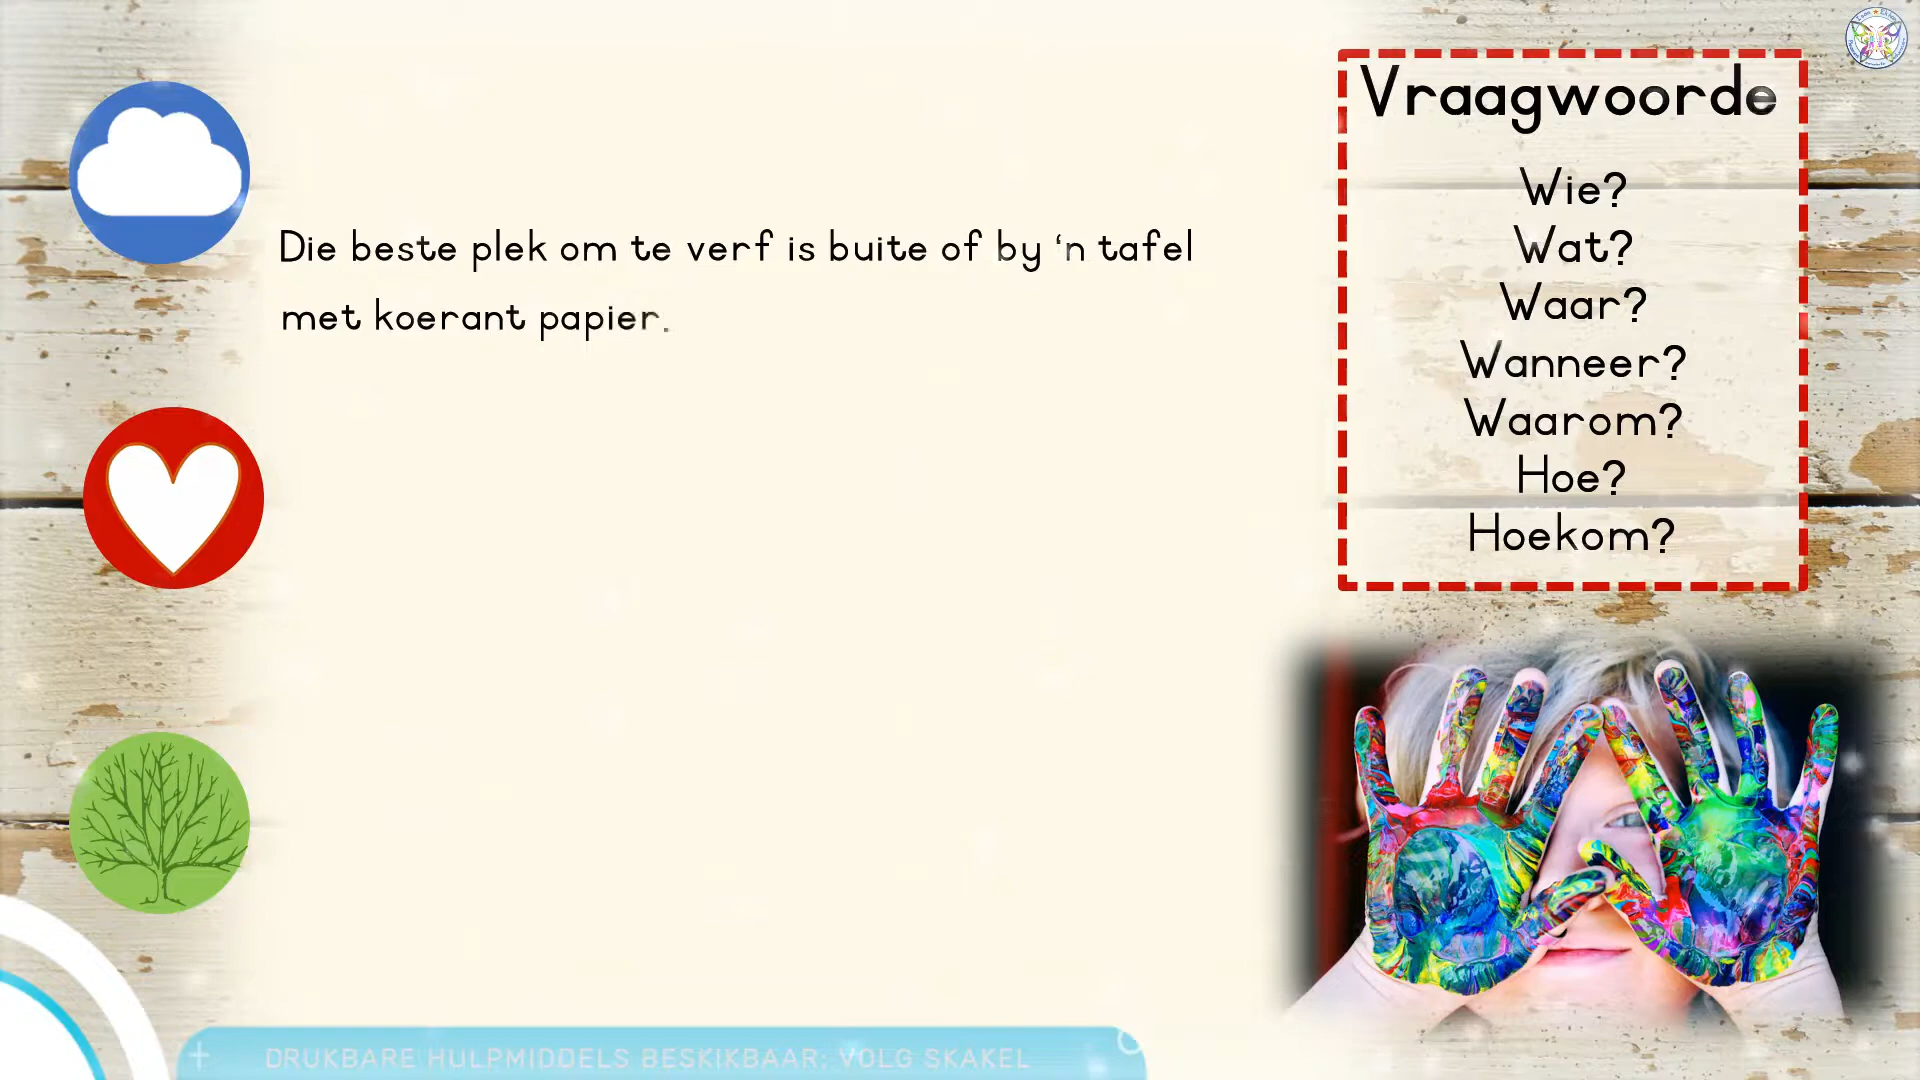 Die beste plek om te verf is buite of by ‘n tafel
met koerant papier.
Vraagwoorde
Wie?
Wat?
Waar?
Wanneer?
Waarom?
Hoe?
Hoekom?
DRUKBARE HULPMIDDELS BESKIKBAAR: VOLG SKAKEL